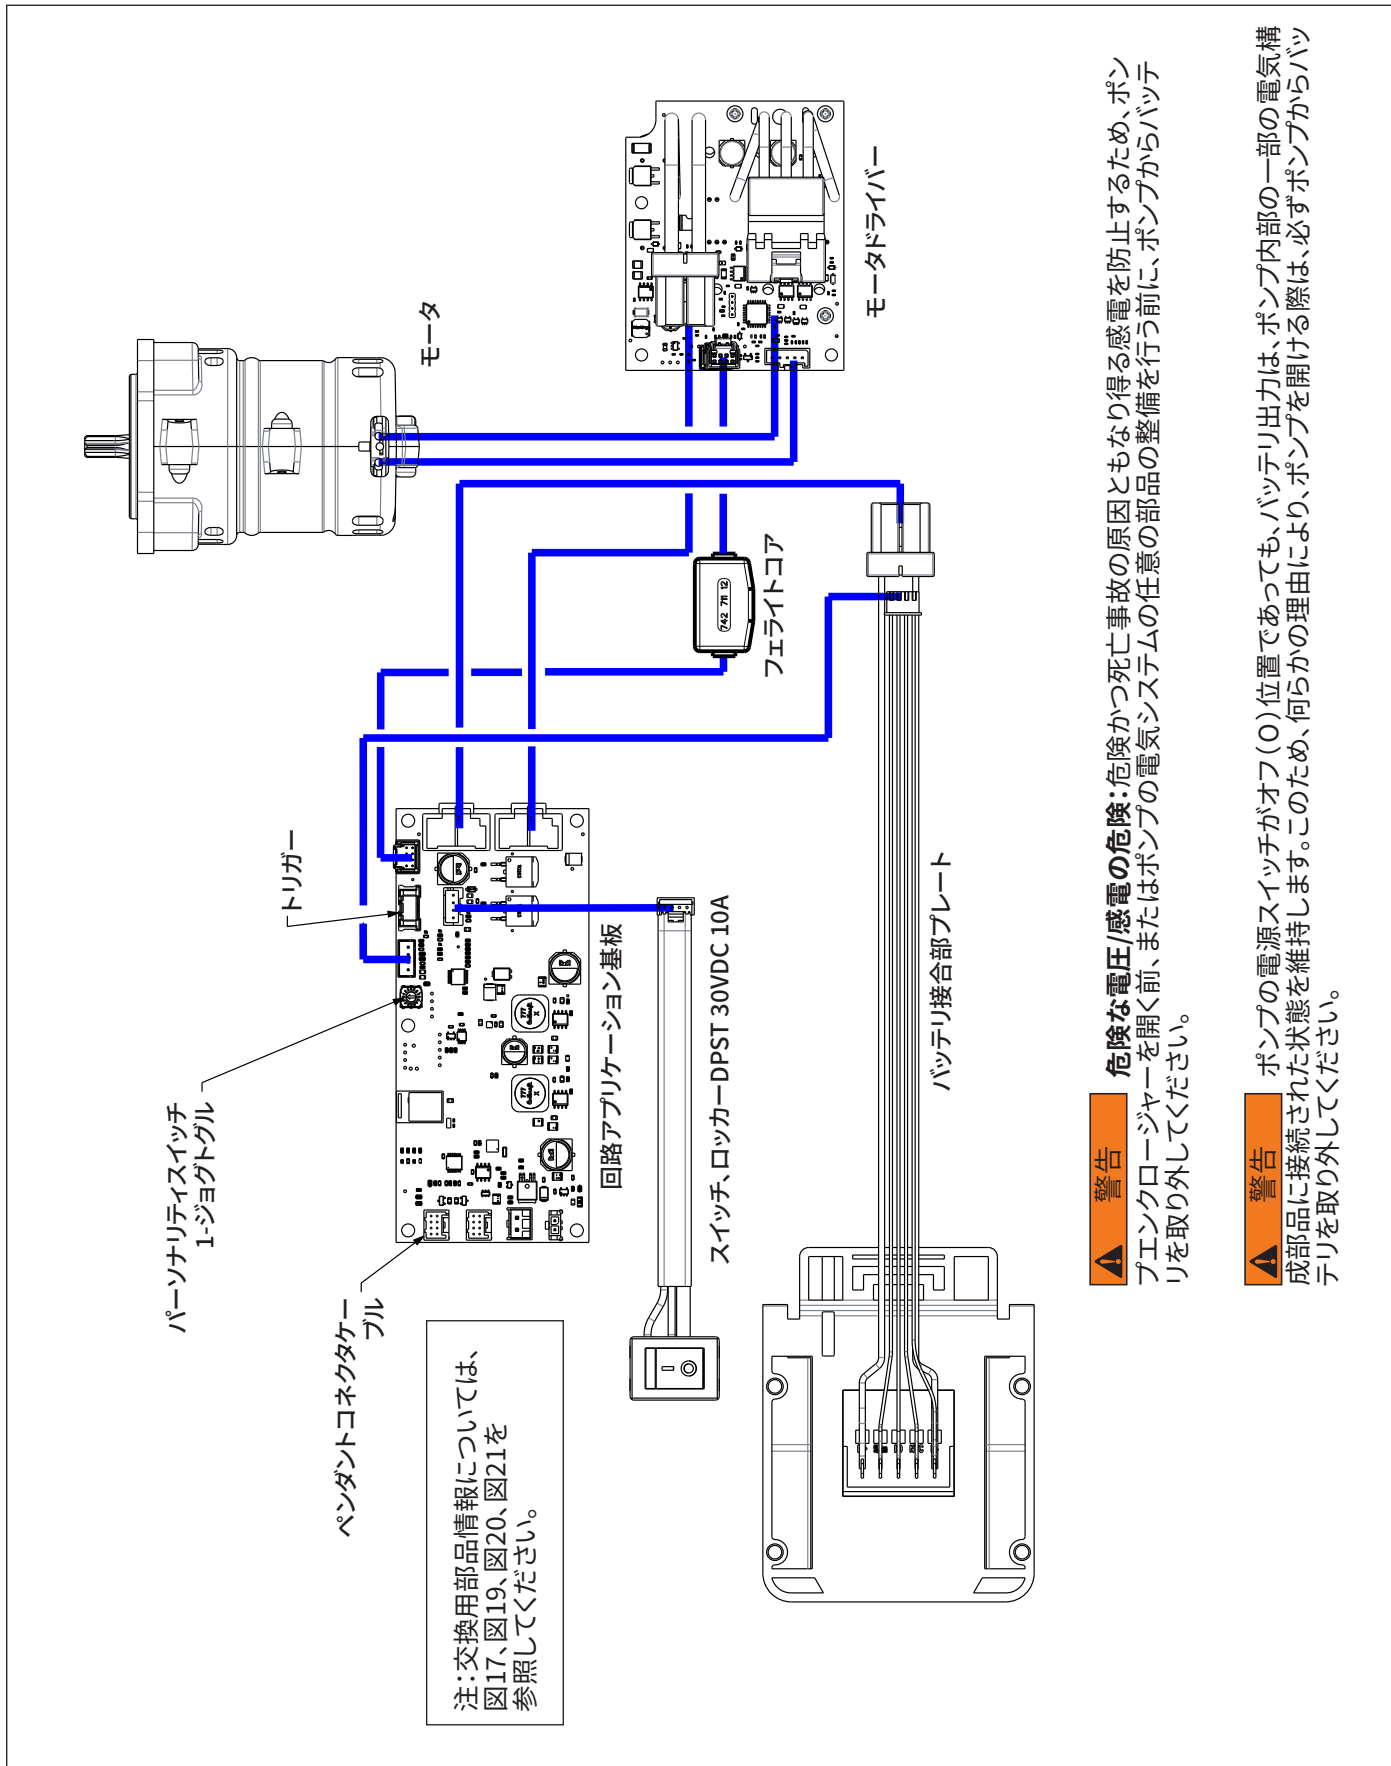 モータ
モータドライバー
742 711 12
フェライトコア
トリガー
パーソナリティスイッチ
1-ジョグトグル
ペンダントコネクタケー
ブル
回路アプリケーション基板
スイッチ、ロッカーDPST 30VDC 10A
バッテリ接合部プレート
注：交換用部品情報については、
図17、図19、図20、図21を
参照してください。
警告 危険な電圧/感電の危険：危険かつ死亡事故の原因ともなり得る感電を防止するため、ポン
プエンクロージャーを開く前、またはポンプの電気システムの任意の部品の整備を行う前に、ポンプからバッテ
リを取り外してください。
警告 ポンプの電源スイッチがオフ（O）位置であっても、バッテリ出力は、ポンプ内部の一部の電気構
成部品に接続された状態を維持します。このため、何らかの理由により、ポンプを開ける際は、必ずポンプからバッ
テリを取り外してください。